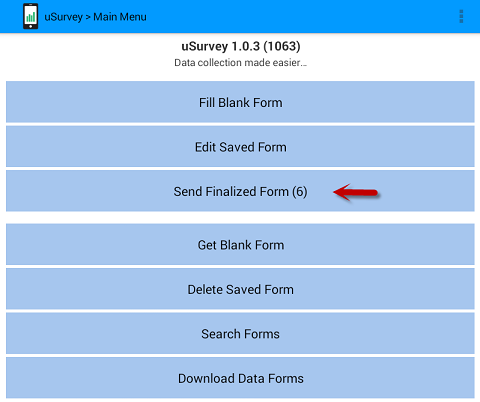 uSurvey > Main Menu
uSurvey 1.0.3 (1063)
Data collection made easier...
Fill Blank Form
Edit Saved Form
Send Finalized Form (6)
Get Blank Form
Delete Saved Form
Search Forms
Download Data Forms